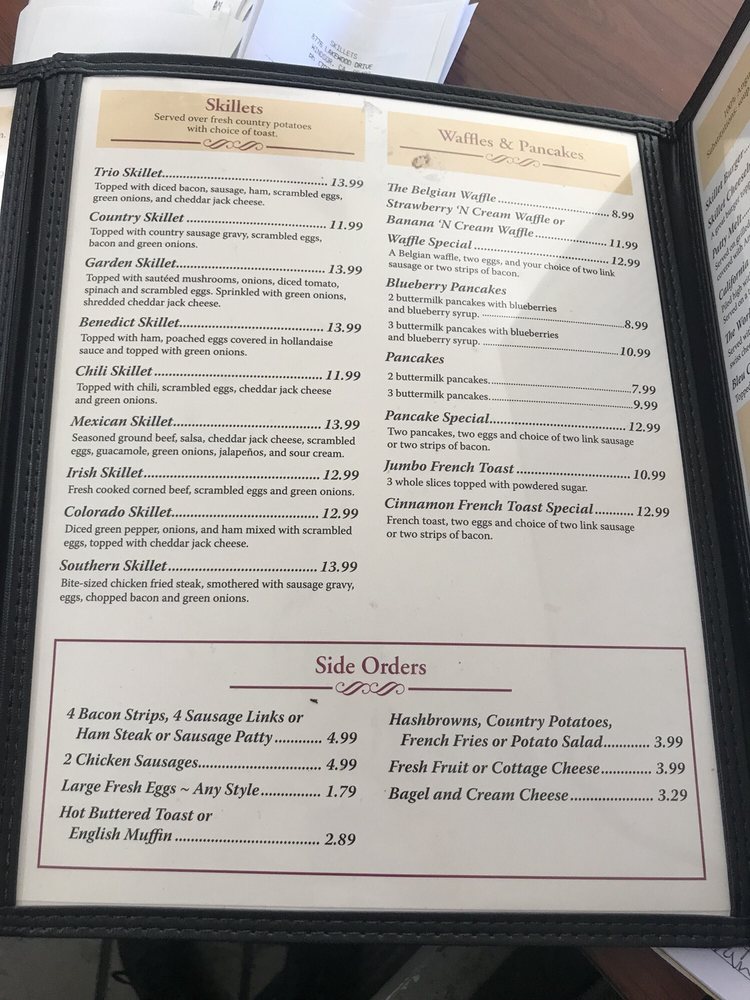 SKILLETS
LAKEWOOD DRIVE
WINDSOR, CA
Skillets
Served over fresh country potatoes
with choice of toast.
Trio Skillet 13.99
Topped with diced bacon, sausage, ham, scrambled eggs,
green onions, and cheddar jack cheese.
Country Skillet 11.99
Topped with country sausage gravy, scrambled eggs,
bacon and green onions.
Garden Skillet 13.99
Topped with sautéed mushrooms, onions, diced tomato,
spinach and scrambled eggs. Sprinkled with green onions,
shredded cheddar jack cheese.
Benedict Skillet 13.99
Topped with ham, poached eggs covered in hollandaise
sauce and topped with green onions.
Chili Skillet 11.99
Topped with chili, scrambled eggs, cheddar jack cheese
and green onions.
Mexican Skillet 13.99
Seasoned ground beef, salsa, cheddar jack cheese, scrambled
eggs, guacamole, green onions, jalapeños, and sour cream.
Irish Skillet 12.99
Fresh cooked corned beef, scrambled eggs and green onions.
Colorado Skillet 12.99
Diced green pepper, onions, and ham mixed with scrambled
eggs, topped with cheddar jack cheese.
Southern Skillet 13.99
Bite-sized chicken fried steak, smothered with sausage gravy,
eggs, chopped bacon and green onions.
Waffles & Pancakes
The Belgian Waffle 8.99
Strawberry 'N Cream Waffle or
Banana 'N Cream Waffle 11.99
Waffle Special 12.99
A Belgian waffle, two eggs, and your choice of two link
sausage or two strips of bacon.
Blueberry Pancakes
2 buttermilk pancakes with blueberries
and blueberry syrup. 8.99
3 buttermilk pancakes with blueberries
and blueberry syrup. 10.99
Pancakes
2 buttermilk pancakes 7.99
3 buttermilk pancakes 9.99
Pancake Special 12.99
Two pancakes, two eggs and choice of two link sausage
or two strips of bacon.
Jumbo French Toast 10.99
3 whole slices topped with powdered sugar.
Cinnamon French Toast Special 12.99
French toast, two eggs and choice of two link sausage
or two strips of bacon.
Side Orders
4 Bacon Strips, 4 Sausage Links or
Ham Steak or Sausage Patty 4.99
2 Chicken Sausages 4.99
Large Fresh Eggs ~ Any Style 1.79
Hot Buttered Toast or
English Muffin 2.89
Hashbrowns, Country Potatoes,
French Fries or Potato Salad 3.99
Fresh Fruit or Cottage Cheese 3.99
Bagel and Cream Cheese 3.29
Skillet Burger
Patty Melt
California